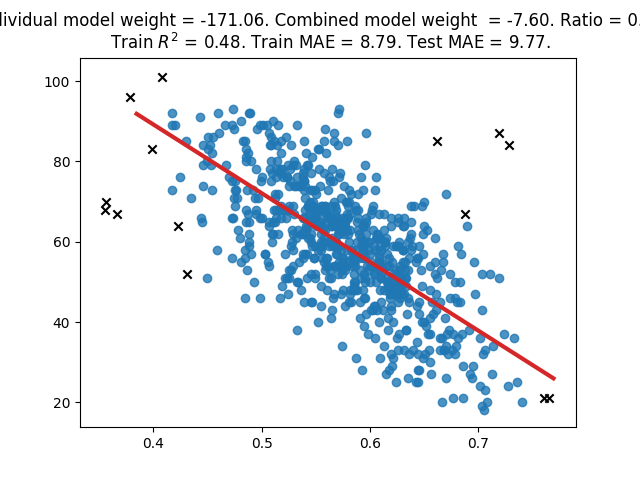 dividual model weight = -171.06. Combined model weight = -7.60. Ratio = 0.
Train R² = 0.48. Train MAE = 8.79. Test MAE = 9.77.
100
80
60
40
20
0.4 0.5 0.6 0.7